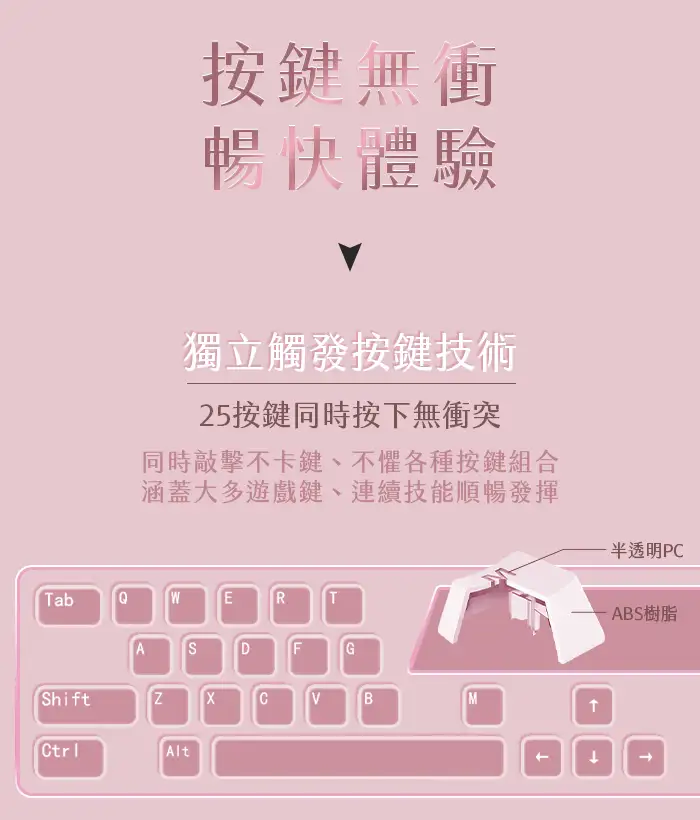 按鍵無衝
暢快體驗
獨立觸發按鍵技術
25按鍵同時按下無衝突
同時敲擊不卡鍵、不懼各種按鍵組合
涵蓋大多遊戲鍵、連續技能順暢發揮
半透明PC
ABS樹脂
Tab Q W E R T
A S D F G
Shift Z X C V B M ↑
Ctrl Alt ← ↓ →